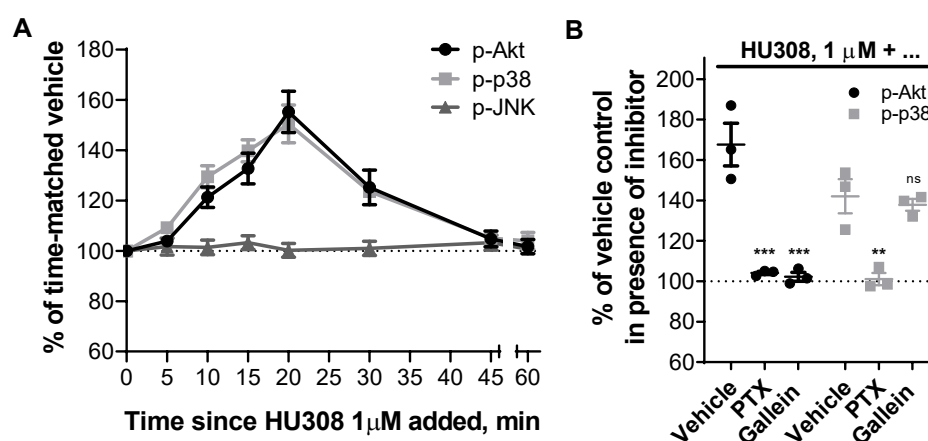 A
% of time-matched vehicle
180
160
140
120
100
80
60
0 5 10 15 20 25 30 35 40 45 60
Time since HU308 1μM added, min
p-Akt
p-p38
p-JNK
B
HU308, 1 μM + ...
% of vehicle control
in presence of inhibitor
200
180
160
140
120
100
80
60
p-Akt
p-p38
*** *** ** ns
Vehicle PTX Gallein Vehicle PTX Gallein